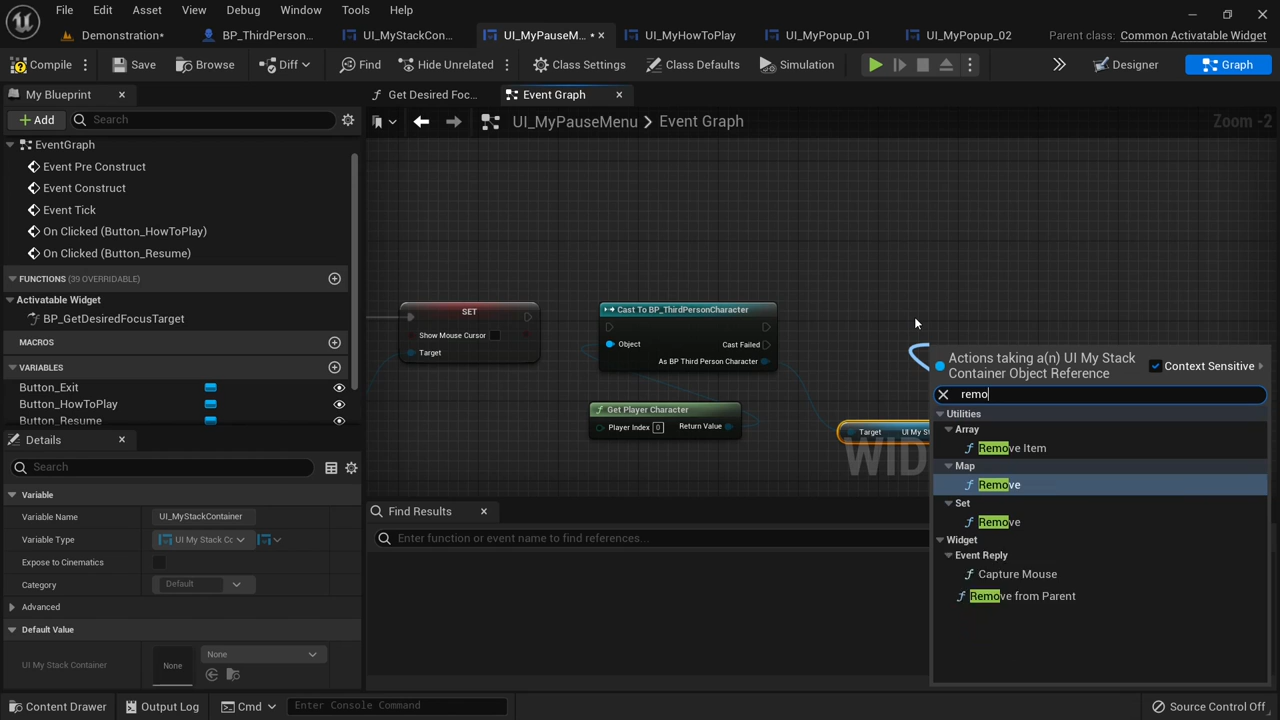 File Edit Asset View Debug Window Tools Help
Demonstration* BP_ThirdPerson... UI_MyStackCon... UI_MyPauseM... * UI_MyHowToPlay UI_MyPopup_01 UI_MyPopup_02 Parent class: Common Activatable Widget
Compile Save Browse Diff Find Hide Unrelated Class Settings Class Defaults Simulation Designer Graph
My Blueprint Get Desired Foc... Event Graph
Add Search
UI_MyPauseMenu > Event Graph Zoom -2
EventGraph
Event Pre Construct
Event Construct
Event Tick
On Clicked (Button_HowToPlay)
On Clicked (Button_Resume)
FUNCTIONS (39 OVERRIDABLE)
Activatable Widget
BP_GetDesiredFocusTarget
MACROS
VARIABLES
Button_Exit
Button_HowToPlay
Button_Resume
SET
Show Mouse Cursor
Target
Cast To BP_ThirdPersonCharacter
Object
Cast Failed
As BP Third Person Character
Get Player Character
Player Index 0 Return Value
Target UI My St
WID
Actions taking a(n) UI My Stack
Container Object Reference
Context Sensitive
remo
Utilities
Array
Remove Item
Map
Remove
Set
Remove
Widget
Event Reply
Capture Mouse
Remove from Parent
Details
Search
Variable
Variable Name UI_MyStackContainer
Variable Type UI My Stack Cc
Expose to Cinematics
Category Default
Advanced
Default Value
UI My Stack Container None None
Find Results
Enter function or event name to find references...
Content Drawer Output Log Cmd Enter Console Command Source Control Off